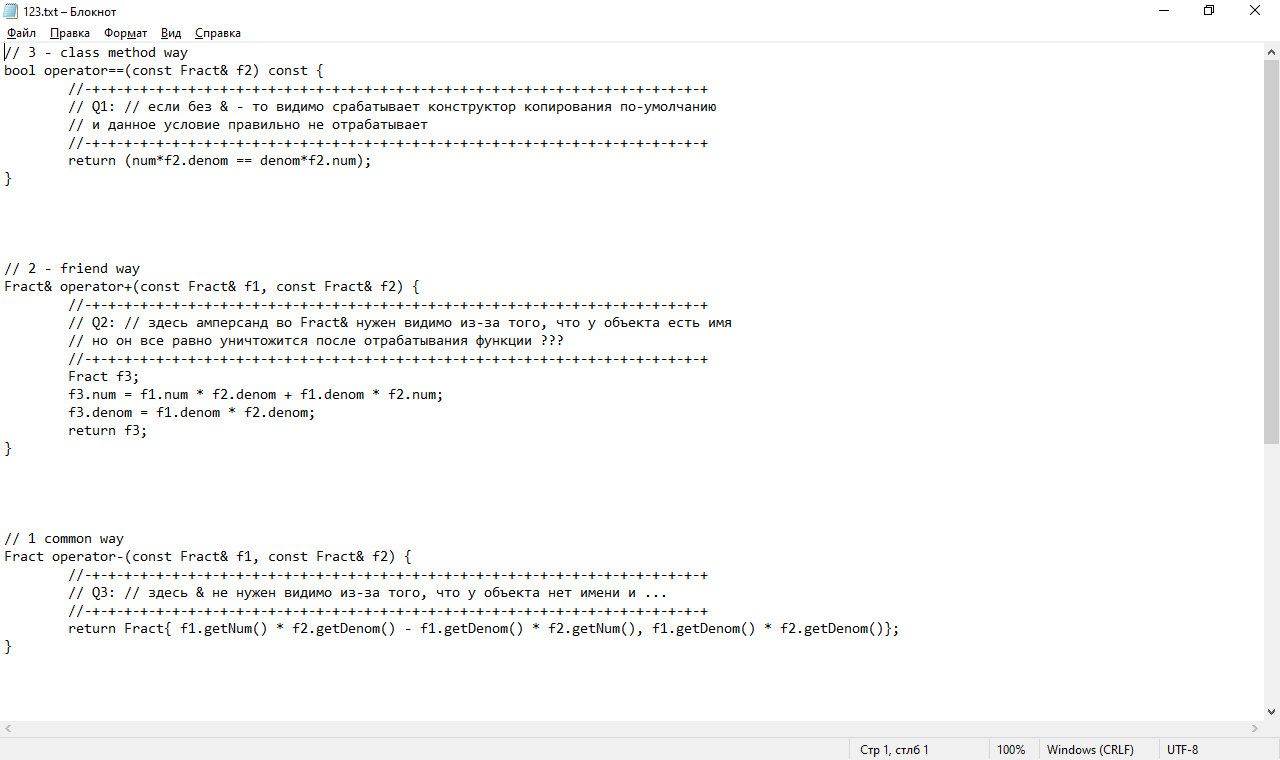 123.txt – Блокнот
Файл Правка Формат Вид Справка
// 3 - class method way
bool operator==(const Fract& f2) const {
//-+-+-+-+-+-+-+-+-+-+-+-+-+-+-+-+-+-+-+-+-+-+-+-+-+-+-+-+-+-+-+-+-+-+-+-+-+-+-+
// Q1: // если без & - то видимо срабатывает конструктор копирования по-умолчанию
// и данное условие правильно не отрабатывает
//-+-+-+-+-+-+-+-+-+-+-+-+-+-+-+-+-+-+-+-+-+-+-+-+-+-+-+-+-+-+-+-+-+-+-+-+-+-+-+
return (num*f2.denom == denom*f2.num);
}
// 2 - friend way
Fract& operator+(const Fract& f1, const Fract& f2) {
//-+-+-+-+-+-+-+-+-+-+-+-+-+-+-+-+-+-+-+-+-+-+-+-+-+-+-+-+-+-+-+-+-+-+-+-+-+-+-+
// Q2: // здесь амперсанд во Fract& нужен видимо из-за того, что у объекта есть имя
// но он все равно уничтожится после отрабатывания функции ???
//-+-+-+-+-+-+-+-+-+-+-+-+-+-+-+-+-+-+-+-+-+-+-+-+-+-+-+-+-+-+-+-+-+-+-+-+-+-+-+
Fract f3;
f3.num = f1.num * f2.denom + f1.denom * f2.num;
f3.denom = f1.denom * f2.denom;
return f3;
}
// 1 common way
Fract operator-(const Fract& f1, const Fract& f2) {
//-+-+-+-+-+-+-+-+-+-+-+-+-+-+-+-+-+-+-+-+-+-+-+-+-+-+-+-+-+-+-+-+-+-+-+-+-+-+-+
// Q3: // здесь & не нужен видимо из-за того, что у объекта нет имени и ...
//-+-+-+-+-+-+-+-+-+-+-+-+-+-+-+-+-+-+-+-+-+-+-+-+-+-+-+-+-+-+-+-+-+-+-+-+-+-+-+
return Fract{ f1.getNum() * f2.getDenom() - f1.getDenom() * f2.getNum(), f1.getDenom() * f2.getDenom()};
}
Стр 1, стлб 1 100% Windows (CRLF) UTF-8